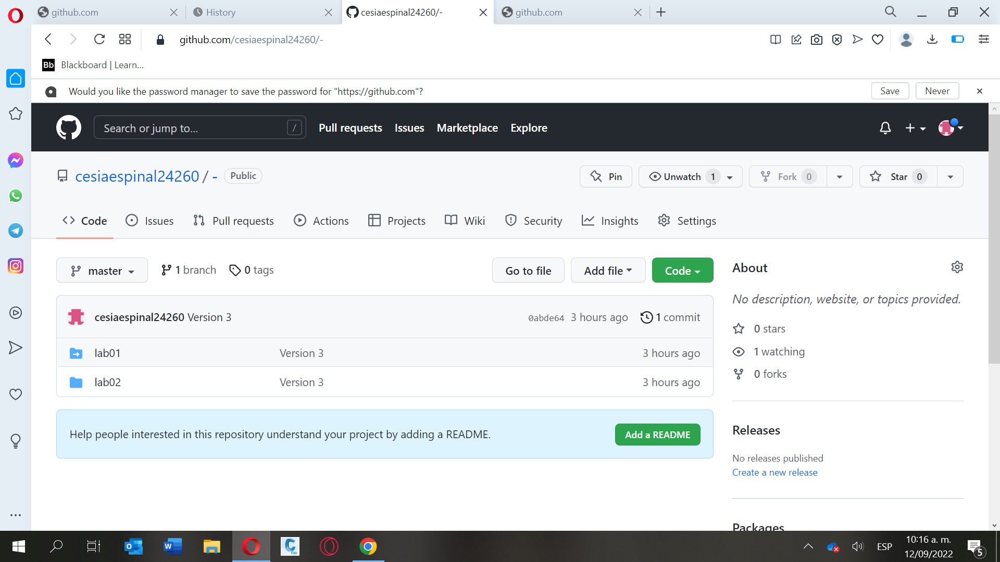 github.com
History
cesiaespinal24260/-
github.com
github.com/cesiaespinal24260/-
Bb Blackboard | Learn...
Would you like the password manager to save the password for "https://github.com"?
Save
Never
Search or jump to...
/
Pull requests
Issues
Marketplace
Explore
cesiaespinal24260 / -
Public
Pin
Unwatch 1
Fork 0
Star 0
Code
Issues
Pull requests
Actions
Projects
Wiki
Security
Insights
Settings
master
1 branch
0 tags
Go to file
Add file
Code
cesiaespinal24260 Version 3
0abde64 3 hours ago
1 commit
lab01
Version 3
3 hours ago
lab02
Version 3
3 hours ago
Help people interested in this repository understand your project by adding a README.
Add a README
About
No description, website, or topics provided.
0 stars
1 watching
0 forks
Releases
No releases published
Create a new release
Packages
ESP
10:16 a. m.
12/09/2022
5